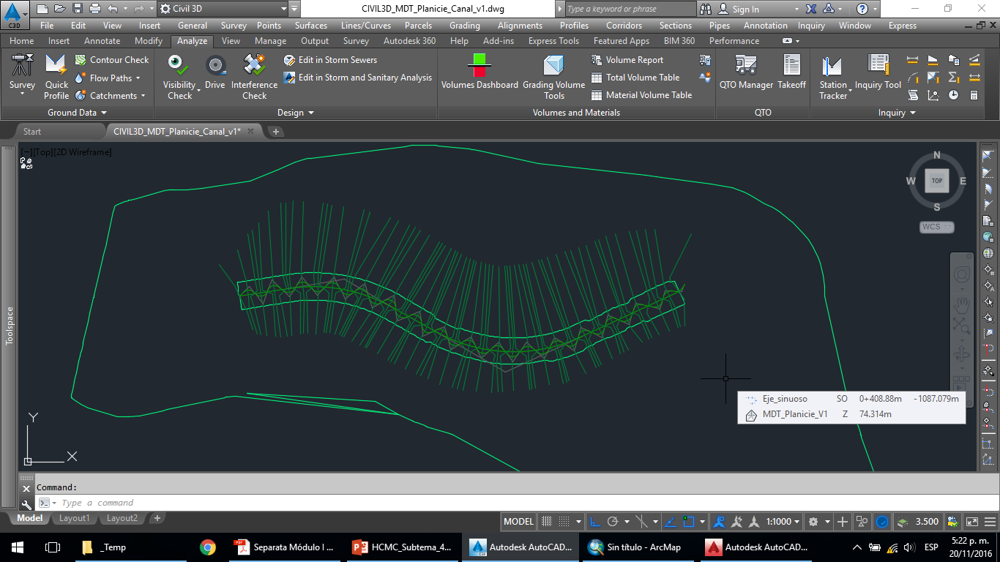 C3D
Civil 3D
CIVIL3D_MDT_Planicie_Canal_v1.dwg
Type a keyword or phrase
Sign In
File Edit View Insert General Survey Points Surfaces Lines/Curves Parcels Grading Alignments Profiles Corridors Sections Pipes Annotation Inquiry Window Express
Home Insert Annotate Modify Analyze View Manage Output Survey Autodesk 360 Help Add-ins Express Tools Featured Apps BIM 360 Performance
Survey
Quick Profile
Contour Check
Flow Paths
Catchments
Ground Data
Visibility Check
Drive
Interference Check
Edit in Storm Sewers
Edit in Storm and Sanitary Analysis
Design
Volumes Dashboard
Grading Volume Tools
Volume Report
Total Volume Table
Material Volume Table
Volumes and Materials
QTO Manager
Takeoff
QTO
Station Tracker
Inquiry Tool
Inquiry
Start
CIVIL3D_MDT_Planicie_Canal_v1*
[−][Top][2D Wireframe]
N
W
TOP
E
S
WCS
Toolspace
Eje_sinuoso SO 0+408.88m -1087.079m
MDT_Planicie_V1 Z 74.314m
Y
X
Command:
Type a command
Model Layout1 Layout2
MODEL
1:1000
3.500
_Temp
Separata Módulo I ...
HCMC_Subtema_4...
Autodesk AutoCAD...
Sin título - ArcMap
Autodesk AutoCAD...
ESP
5:22 p. m.
20/11/2016